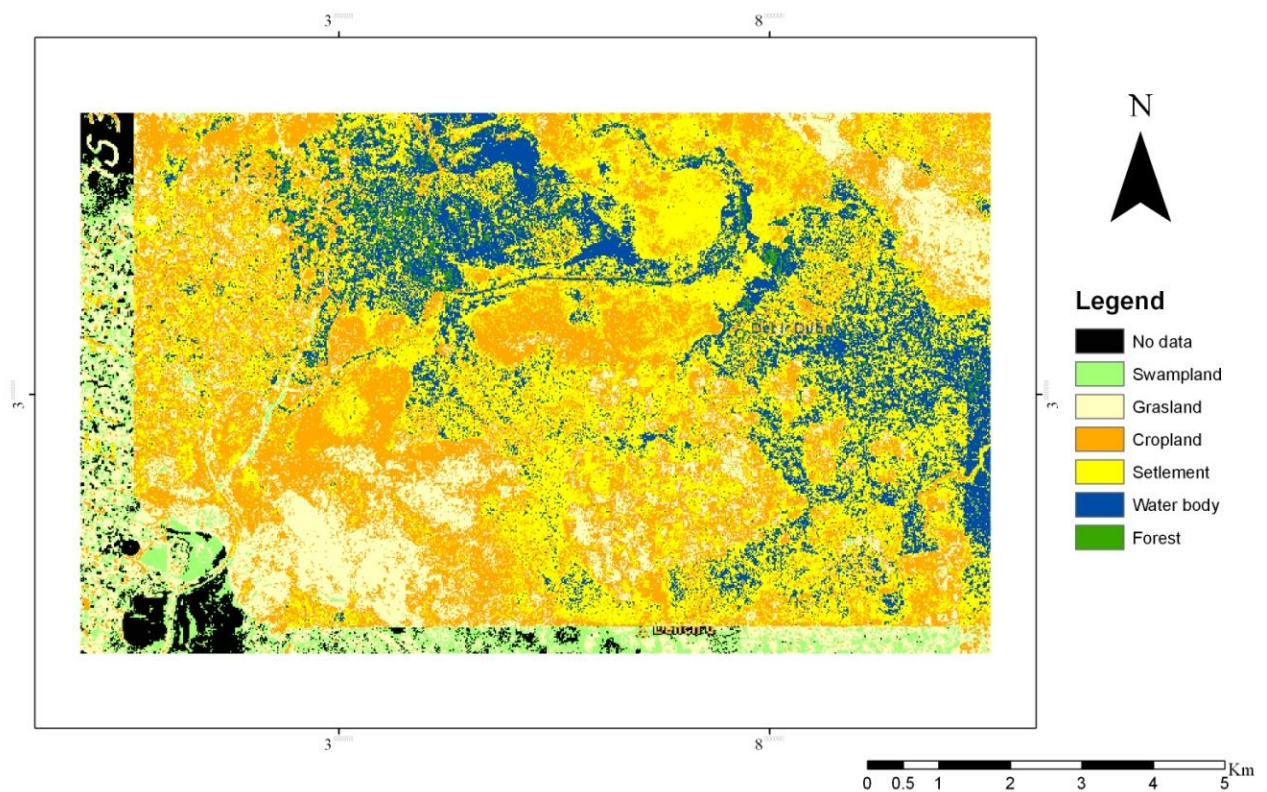 3
8
N
Legend
No data
Swampland
Grasland
Cropland
Setlement
Water body
Forest
3
3
3
8
Km
0 0.5 1 2 3 4 5